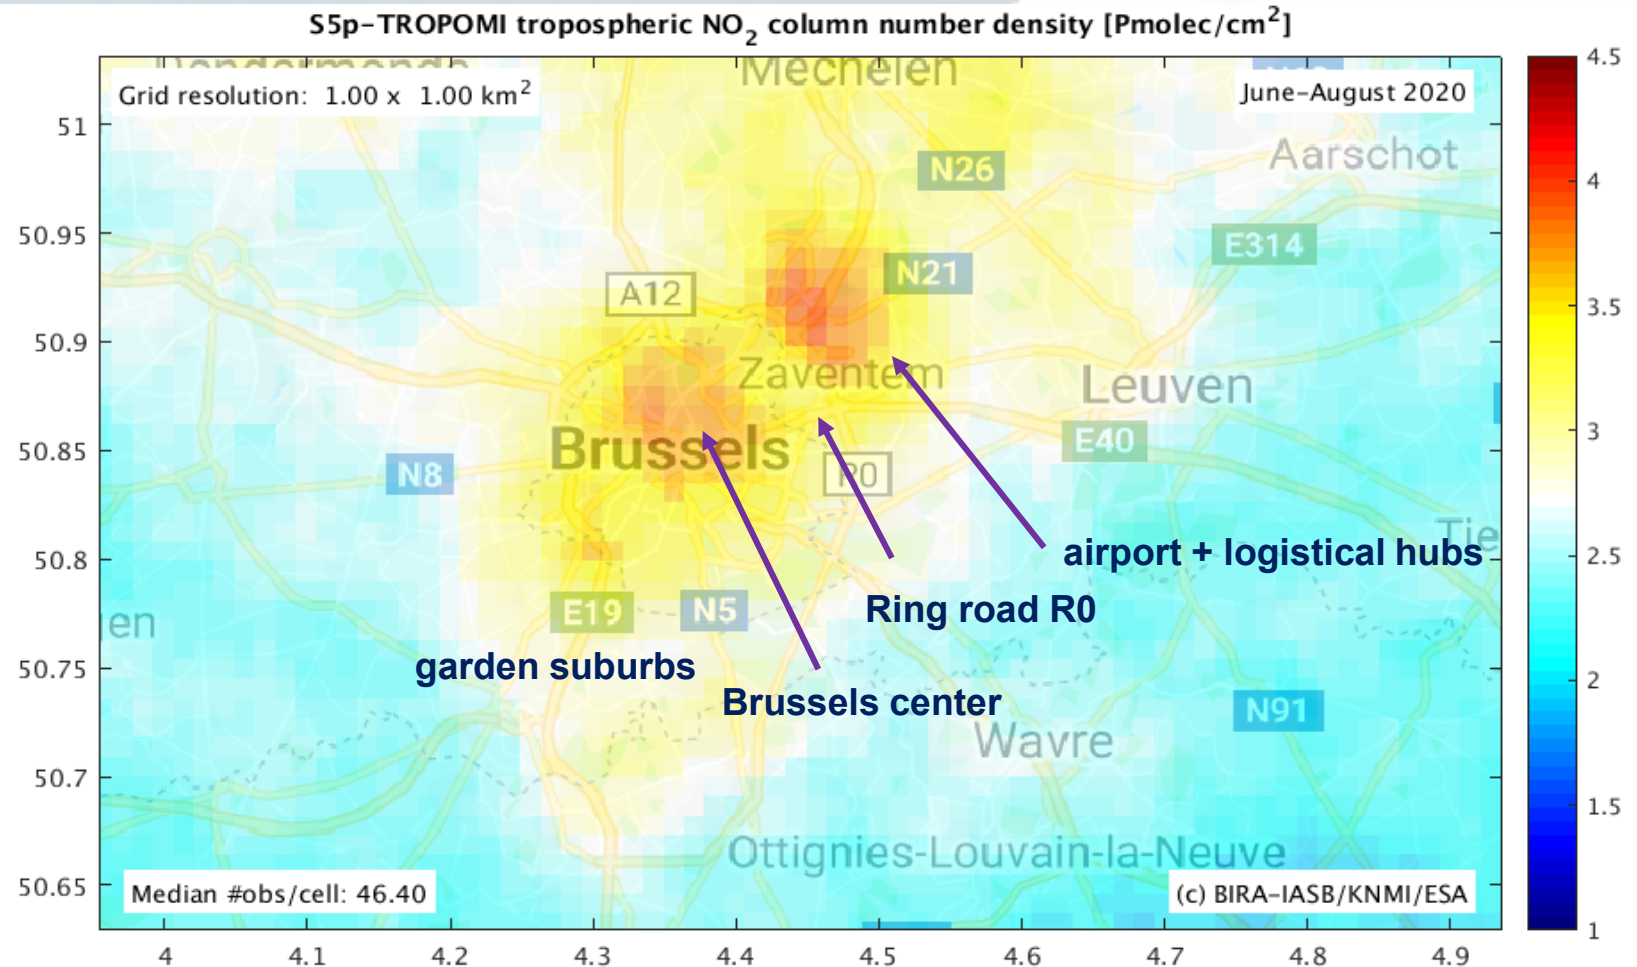 S5p-TROPOMI tropospheric NO₂ column number density [Pmolec/cm²]
Grid resolution: 1.00 x 1.00 km²
Dendermonde
Mechelen
June-August 2020
4.5
51
N26
Aarschot
4
50.95
E314
N21
A12
3.5
50.9
Zaventem
Leuven
3
50.85
Brussels
E40
N8
R0
2.5
50.8
Tie
airport + logistical hubs
E19
N5
Ring road R0
en
50.75
garden suburbs
2
Brussels center
N91
Wavre
50.7
1.5
Ottignies-Louvain-la-Neuve
50.65
Median #obs/cell: 46.40
(c) BIRA-IASB/KNMI/ESA
1
4
4.1
4.2
4.3
4.4
4.5
4.6
4.7
4.8
4.9